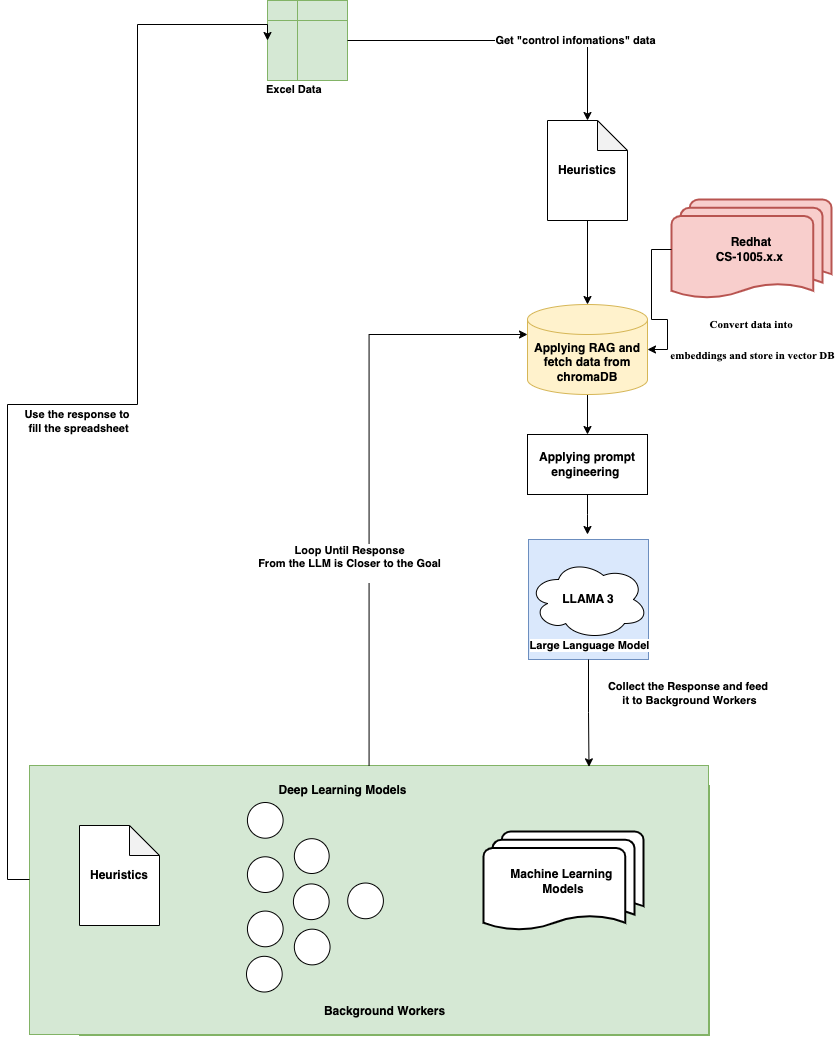 Get "control infomations" data
Excel Data
Heuristics
Redhat
CS-1005.x.x
Convert data into
embeddings and store in vector DB
Applying RAG and
fetch data from
chromaDB
Use the response to
fill the spreadsheet
Applying prompt
engineering
Loop Until Response
From the LLM is Closer to the Goal
LLAMA 3
Large Language Model
Collect the Response and feed
it to Background Workers
Deep Learning Models
Heuristics
Machine Learning
Models
Background Workers